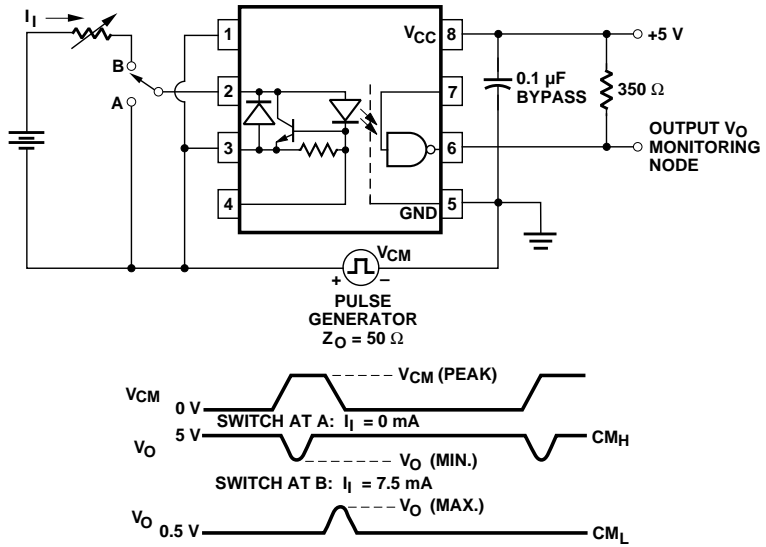 I_I
B
A
1
2
3
4
V_CC
8
7
6
GND
5
+5 V
0.1 µF
BYPASS
350 Ω
OUTPUT V_O
MONITORING
NODE
V_CM
+ –
PULSE
GENERATOR
Z_O = 50 Ω
V_CM
0 V
V_CM (PEAK)
SWITCH AT A: I_I = 0 mA
V_O
5 V
CM_H
V_O (MIN.)
SWITCH AT B: I_I = 7.5 mA
V_O
0.5 V
V_O (MAX.)
CM_L